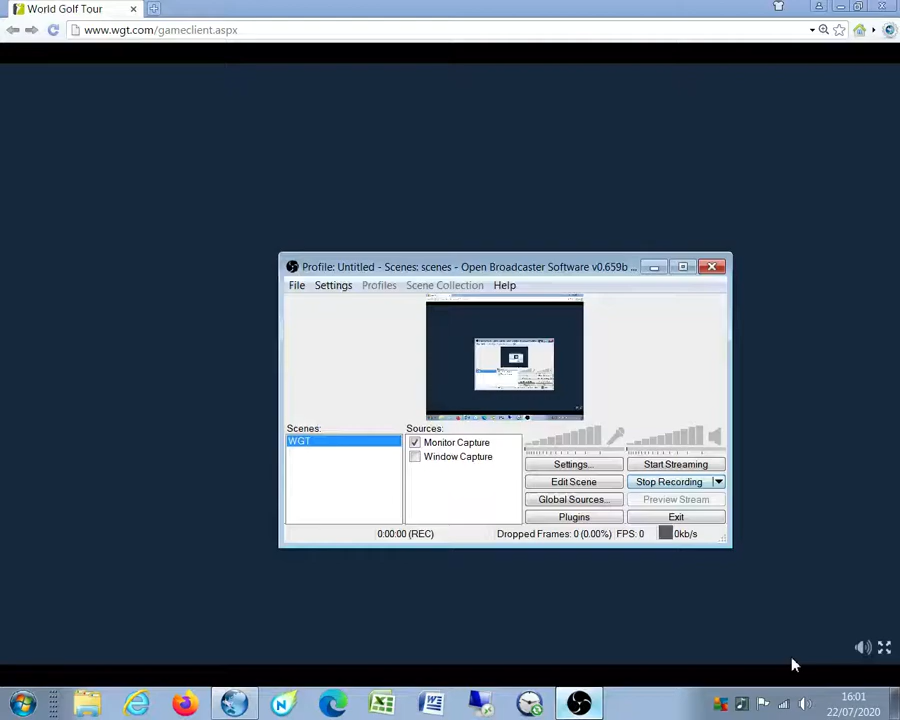 World Golf Tour
www.wgt.com/gameclient.aspx
Profile: Untitled - Scenes: scenes - Open Broadcaster Software v0.659b ...
File Settings Profiles Scene Collection Help
Scenes:
WGT
Sources:
Monitor Capture
Window Capture
Settings... Start Streaming
Edit Scene Stop Recording
Global Sources... Preview Stream
Plugins Exit
0:00:00 (REC) Dropped Frames: 0 (0.00%) FPS: 0 0kb/s
16:01
22/07/2020